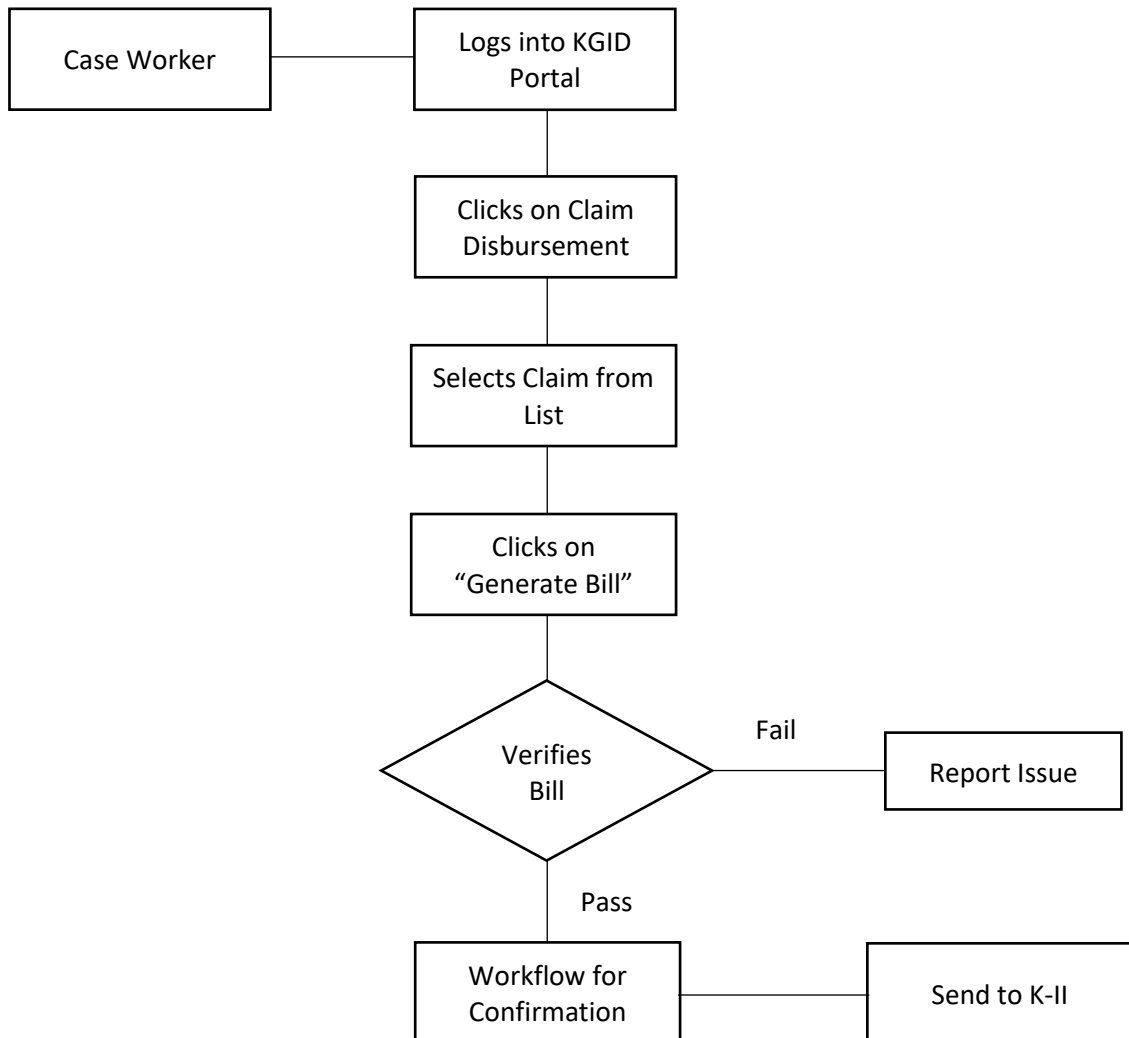 Case Worker
Logs into KGID
Portal
Clicks on Claim
Disbursement
Selects Claim from
List
Clicks on
“Generate Bill”
Verifies
Bill
Fail
Report Issue
Pass
Workflow for
Confirmation
Send to K-II